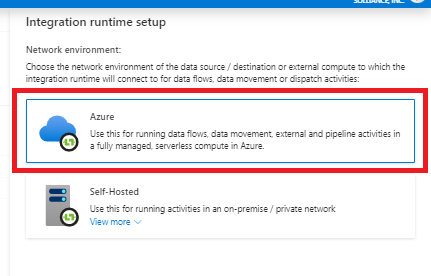 SOLLIANCE, INC.
Integration runtime setup
Network environment:
Choose the network environment of the data source / destination or external compute to which the
integration runtime will connect to for data flows, data movement or dispatch activities:
Azure
Use this for running data flows, data movement, external and pipeline activities in
a fully managed, serverless compute in Azure.
Self-Hosted
Use this for running activities in an on-premise / private network
View more